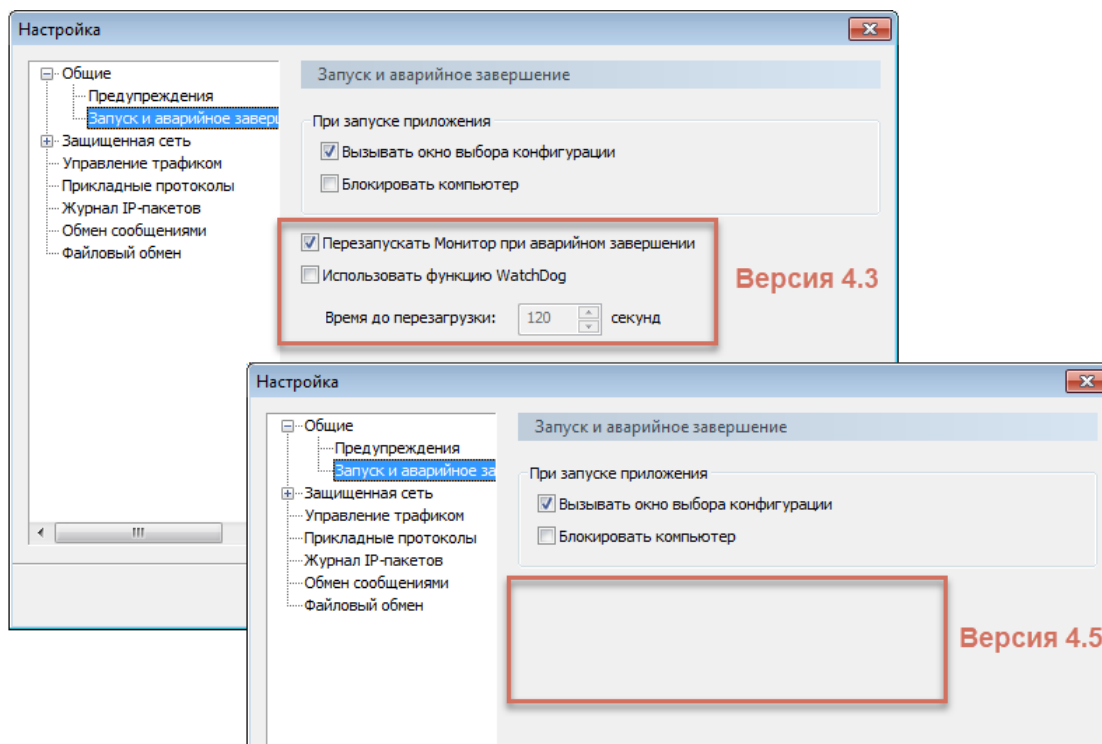 Настройка
Общие
Предупреждения
Запуск и аварийное завер
Защищенная сеть
Управление трафиком
Прикладные протоколы
Журнал IP-пакетов
Обмен сообщениями
Файловый обмен
Запуск и аварийное завершение
При запуске приложения
Вызывать окно выбора конфигурации
Блокировать компьютер
Перезапускать Монитор при аварийном завершении
Использовать функцию WatchDog
Время до перезагрузки: 120 секунд
Версия 4.3
Настройка
Общие
Предупреждения
Запуск и аварийное за
Защищенная сеть
Управление трафиком
Прикладные протоколы
Журнал IP-пакетов
Обмен сообщениями
Файловый обмен
Запуск и аварийное завершение
При запуске приложения
Вызывать окно выбора конфигурации
Блокировать компьютер
Версия 4.5